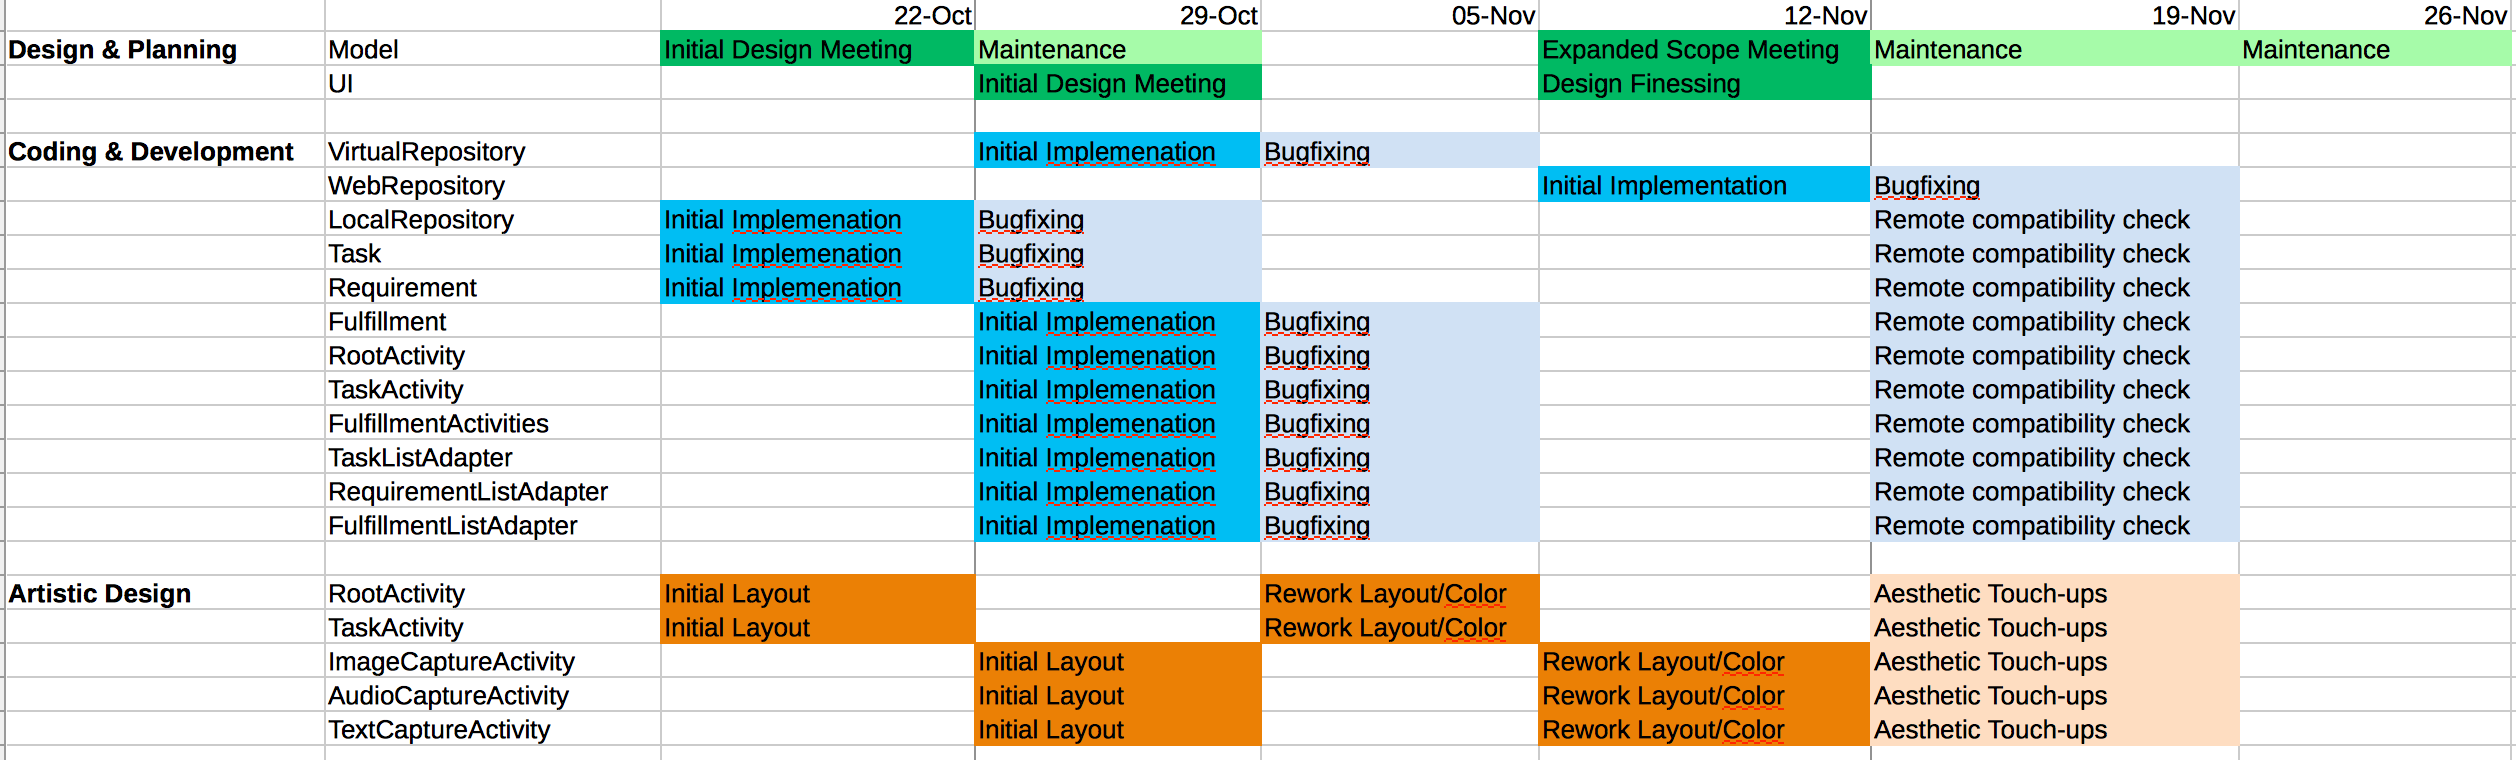 22-Oct 29-Oct 05-Nov 12-Nov 19-Nov 26-Nov
Design & Planning Model Initial Design Meeting Maintenance Expanded Scope Meeting Maintenance Maintenance
UI Initial Design Meeting Design Finessing
Coding & Development VirtualRepository Initial Implemenation Bugfixing
WebRepository Initial Implementation Bugfixing
LocalRepository Initial Implemenation Bugfixing Remote compatibility check
Task Initial Implemenation Bugfixing Remote compatibility check
Requirement Initial Implemenation Bugfixing Remote compatibility check
Fulfillment Initial Implemenation Bugfixing Remote compatibility check
RootActivity Initial Implemenation Bugfixing Remote compatibility check
TaskActivity Initial Implemenation Bugfixing Remote compatibility check
FulfillmentActivities Initial Implemenation Bugfixing Remote compatibility check
TaskListAdapter Initial Implemenation Bugfixing Remote compatibility check
RequirementListAdapter Initial Implemenation Bugfixing Remote compatibility check
FulfillmentListAdapter Initial Implemenation Bugfixing Remote compatibility check
Artistic Design RootActivity Initial Layout Rework Layout/Color Aesthetic Touch-ups
TaskActivity Initial Layout Rework Layout/Color Aesthetic Touch-ups
ImageCaptureActivity Initial Layout Rework Layout/Color Aesthetic Touch-ups
AudioCaptureActivity Initial Layout Rework Layout/Color Aesthetic Touch-ups
TextCaptureActivity Initial Layout Rework Layout/Color Aesthetic Touch-ups